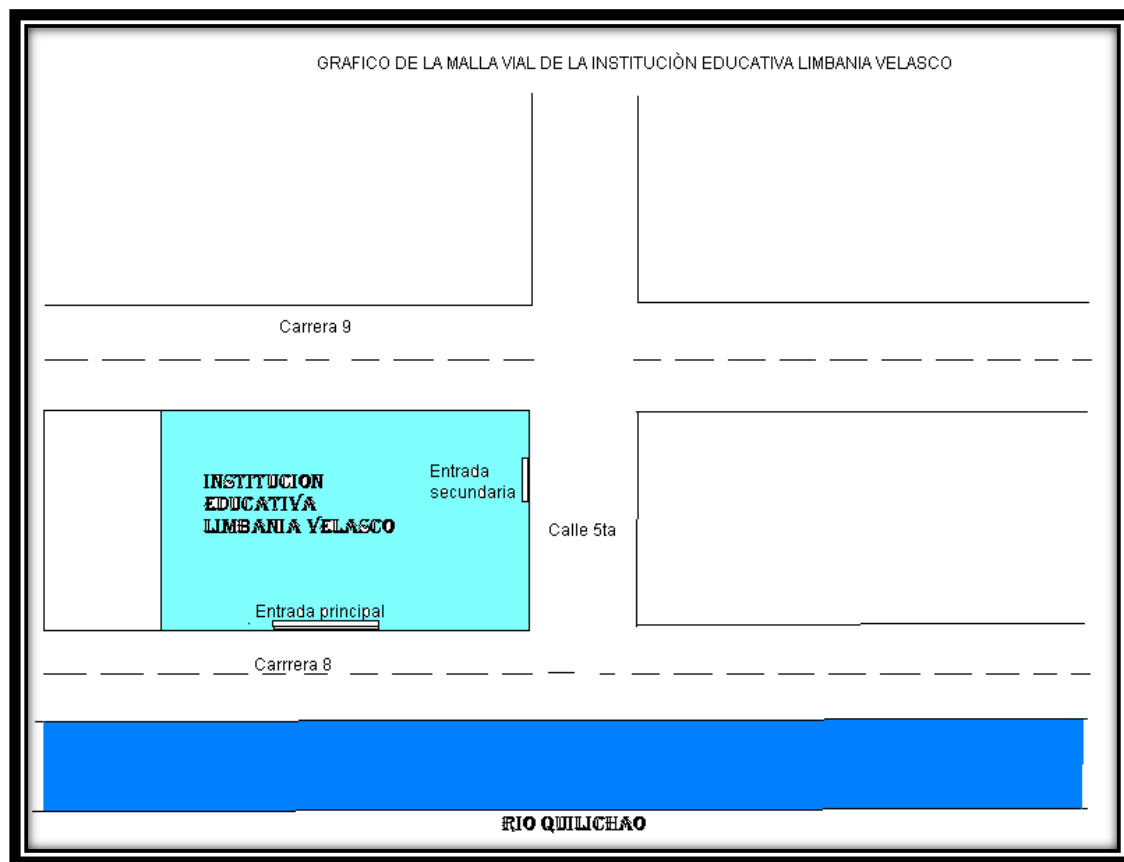 GRAFICO DE LA MALLA VIAL DE LA INSTITUCIÒN EDUCATIVA LIMBANIA VELASCO
Carrera 9
INSTITUCION
EDUCATIVA
LIMBANIA VELASCO
Entrada
secundaria
Calle 5ta
Entrada principal
Carrrera 8
RIO QUILICHAO